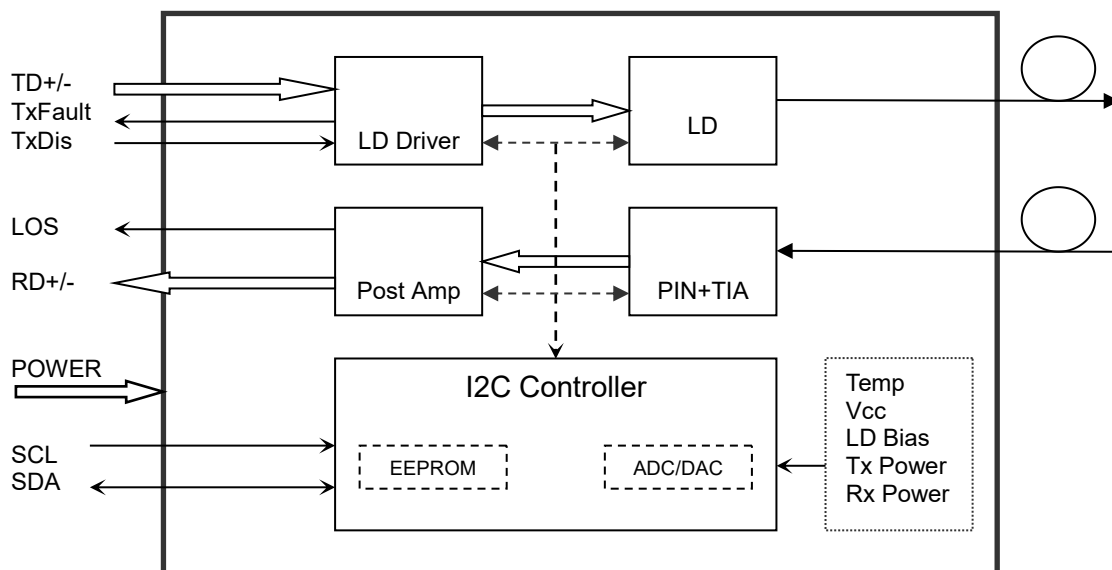 TD+/-
TxFault
TxDis
LD Driver
LD
LOS
RD+/-
Post Amp
PIN+TIA
POWER
I2C Controller
SCL
SDA
EEPROM
ADC/DAC
Temp
Vcc
LD Bias
Tx Power
Rx Power